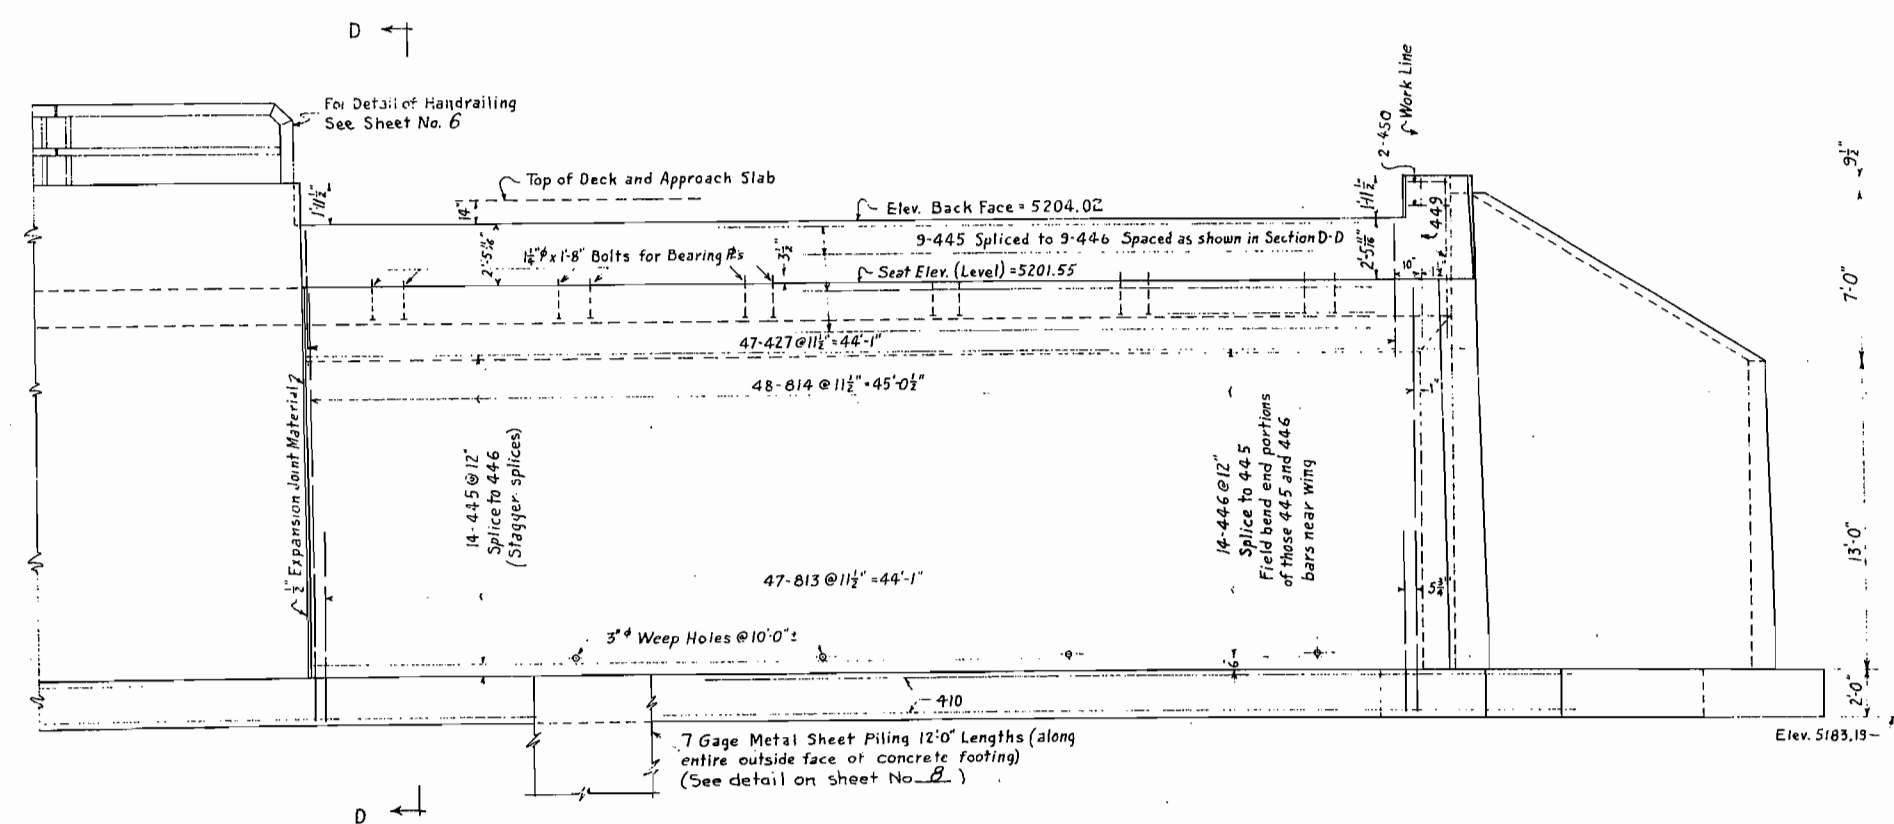 D
For Detail of Handrailing
See Sheet No. 6
Top of Deck and Approach Slab
1'-11½"
14"
2'-5 11/16"
1¼"ϕ x 1'-8" Bolts for Bearing ℞s
3½"
Elev. Back Face = 5204.02
9-445 Spliced to 9-446 Spaced as shown in Section D-D
Seat Elev. (Level) = 5201.55
2-450
Work Line
1'-11½"
2'-5 11/16"
449
10"
9½"
7'-0"
13'-0"
2'-0"
47-427 @ 11½" = 44'-1"
48-814 @ 11½" = 45'-0½"
½" Expansion Joint Material
14-445 @ 12"
Splice to 446
(Stagger splices)
14-446 @ 12"
Splice to 445
Field bend end portions
of those 445 and 446
bars near wing
47-813 @ 11½" = 44'-1"
3"ϕ Weep Holes @ 10'-0" ±
6"
410
7 Gage Metal Sheet Piling 12'-0" Lengths (along
entire outside face of concrete footing)
(See detail on sheet No. 8 )
Elev. 5183.19
D